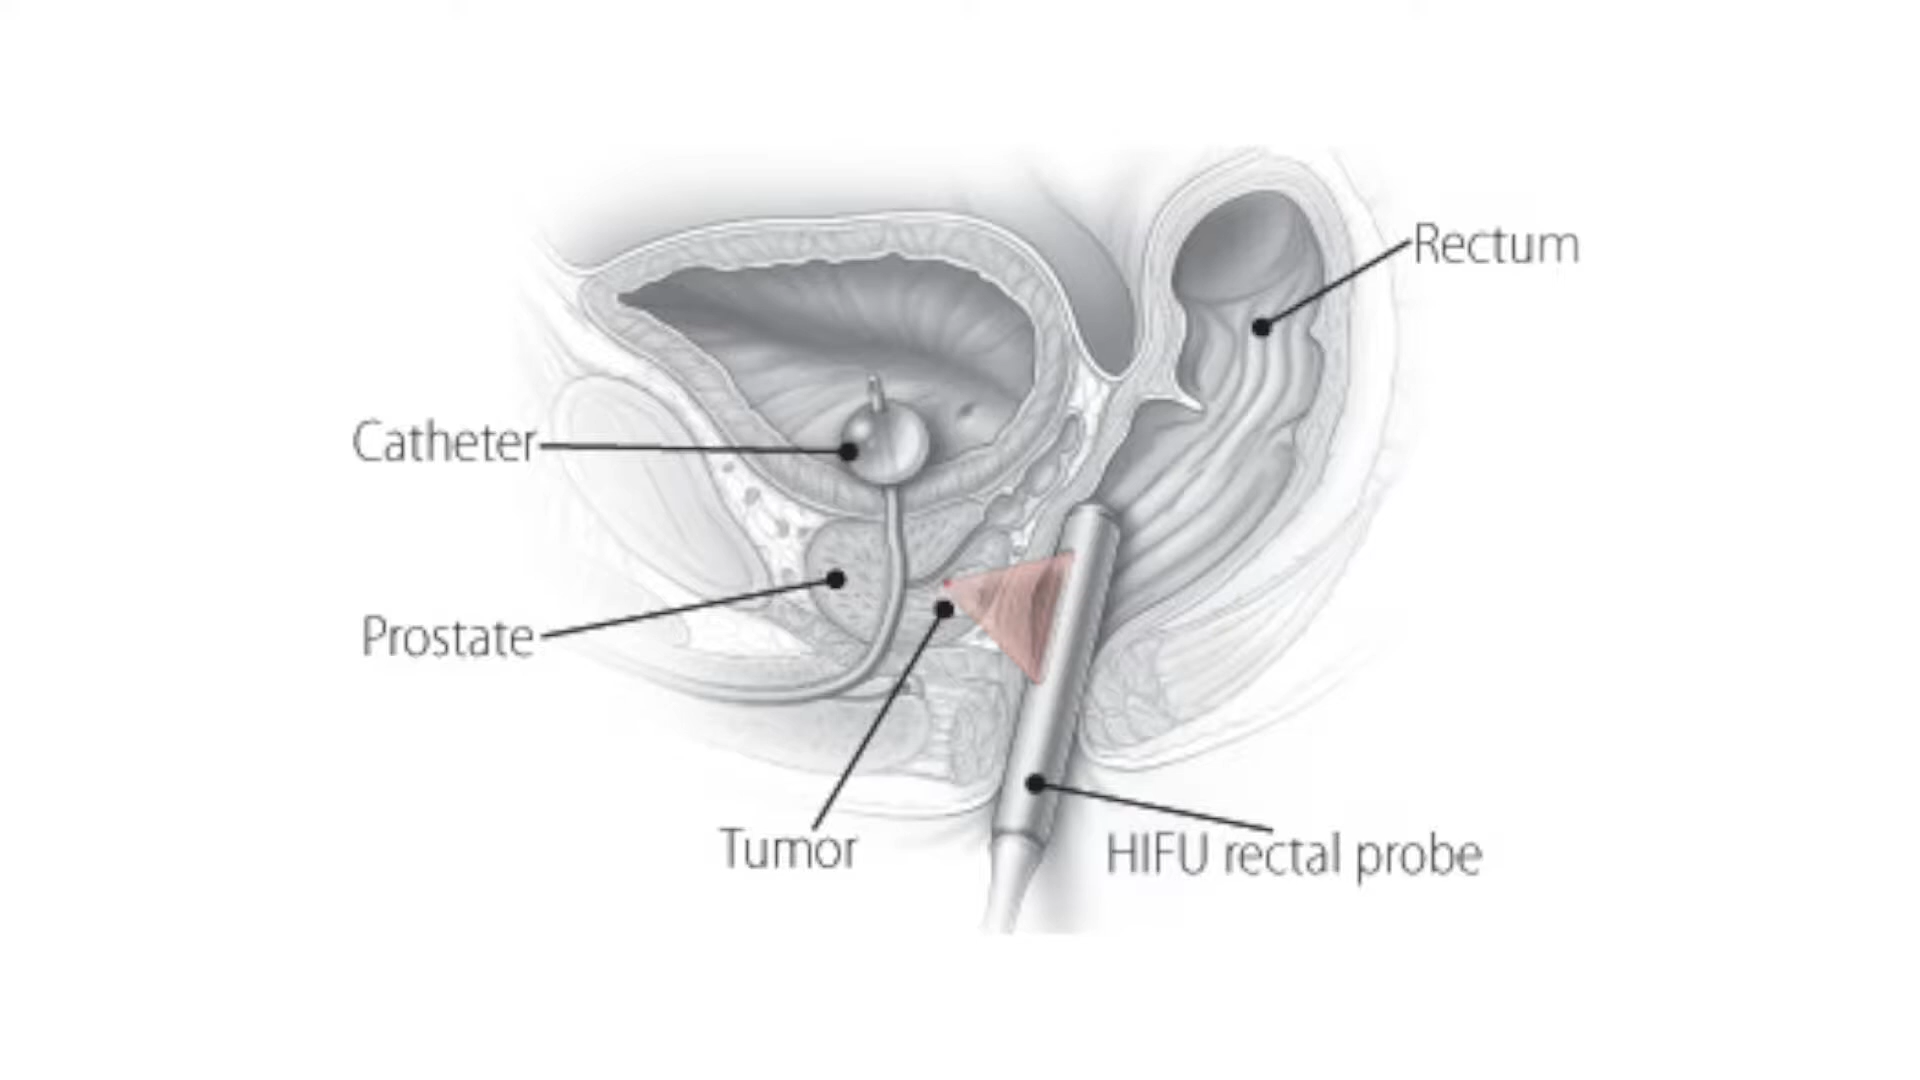 Rectum
Catheter
Prostate
Tumor
HIFU rectal probe